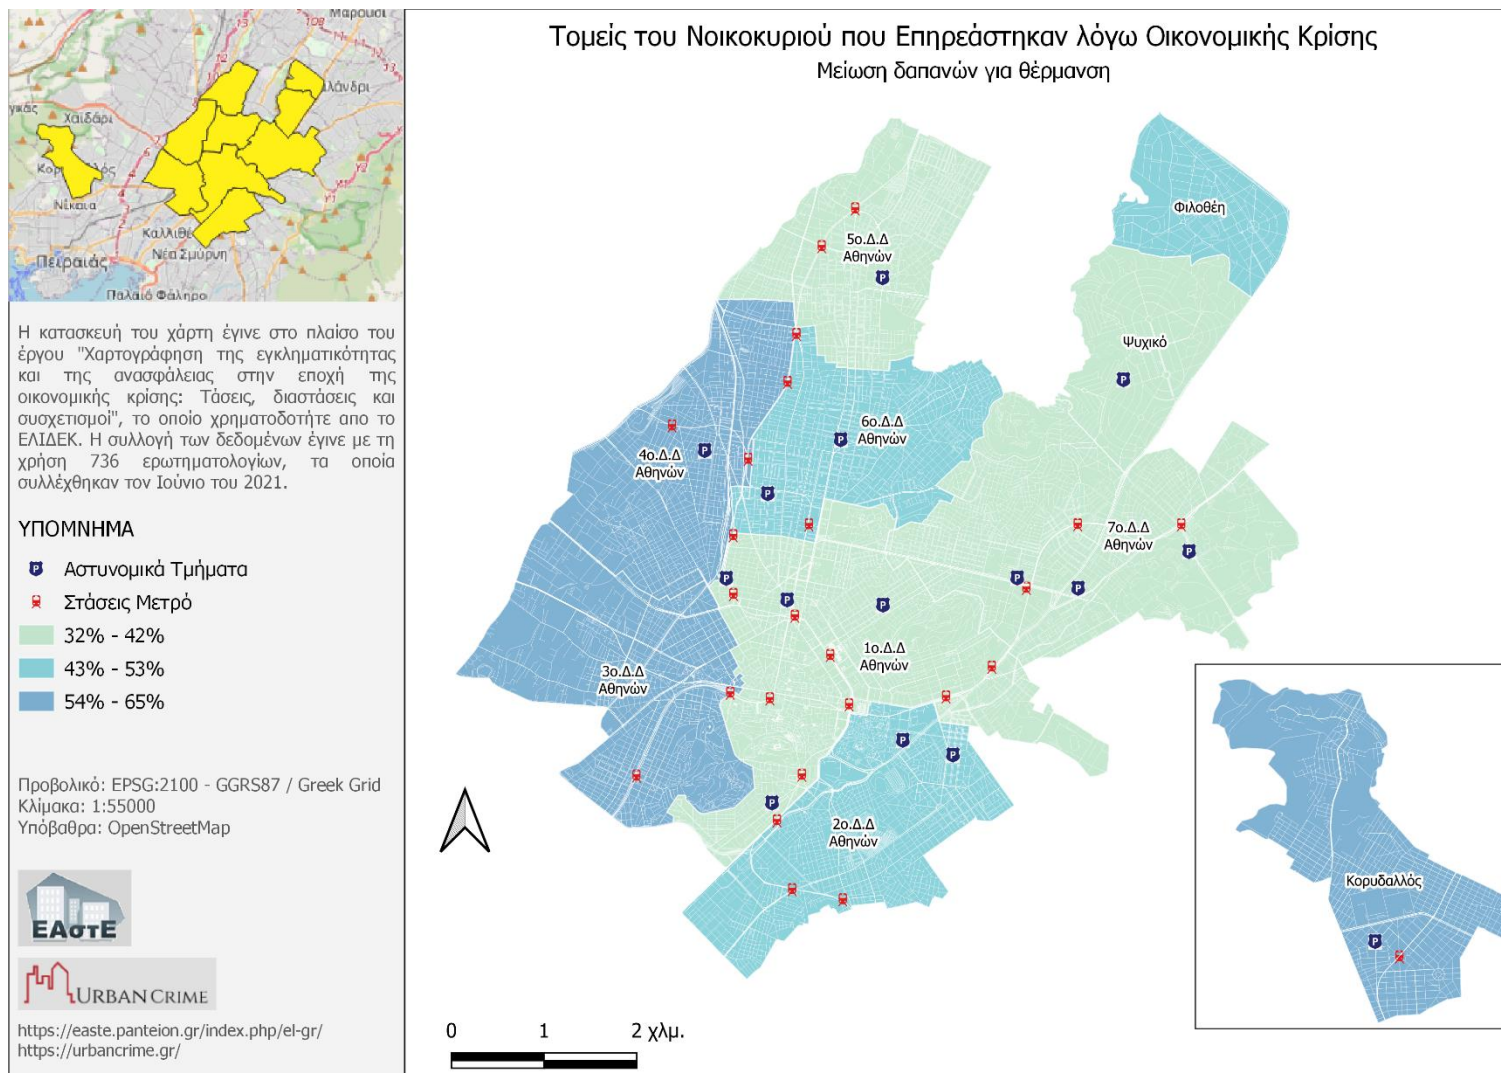 Τομείς του Νοικοκυριού που Επηρεάστηκαν λόγω Οικονομικής Κρίσης
Μείωση δαπανών για θέρμανση
Μαρούσι
Χαϊδάρι
Νίκαια
Νέα Σμύρνη
Πειραιάς
Παλαιό Φάληρο
Η κατασκευή του χάρτη έγινε στο πλαίσο του
έργου "Χαρτογράφηση της εγκληματικότητας
και της ανασφάλειας στην εποχή της
οικονομικής κρίσης: Τάσεις, διαστάσεις και
συσχετισμοί", το οποίο χρηματοδοτήτε απο το
ΕΛΙΔΕΚ. Η συλλογή των δεδομένων έγινε με τη
χρήση 736 ερωτηματολογίων, τα οποία
συλλέχθηκαν τον Ιούνιο του 2021.
ΥΠΟΜΝΗΜΑ
Αστυνομικά Τμήματα
Στάσεις Μετρό
32% - 42%
43% - 53%
54% - 65%
Προβολικό: EPSG:2100 - GGRS87 / Greek Grid
Κλίμακα: 1:55000
Υπόβαθρα: OpenStreetMap
ΕΑστΕ
URBAN CRIME
https://easte.panteion.gr/index.php/el-gr/
https://urbancrime.gr/
Φιλοθέη
5ο.Δ.Δ
Αθηνών
Ψυχικό
6ο.Δ.Δ
Αθηνών
4ο.Δ.Δ
Αθηνών
7ο.Δ.Δ
Αθηνών
1ο.Δ.Δ
Αθηνών
3ο.Δ.Δ
Αθηνών
2ο.Δ.Δ
Αθηνών
Κορυδαλλός
0 1 2 χλμ.